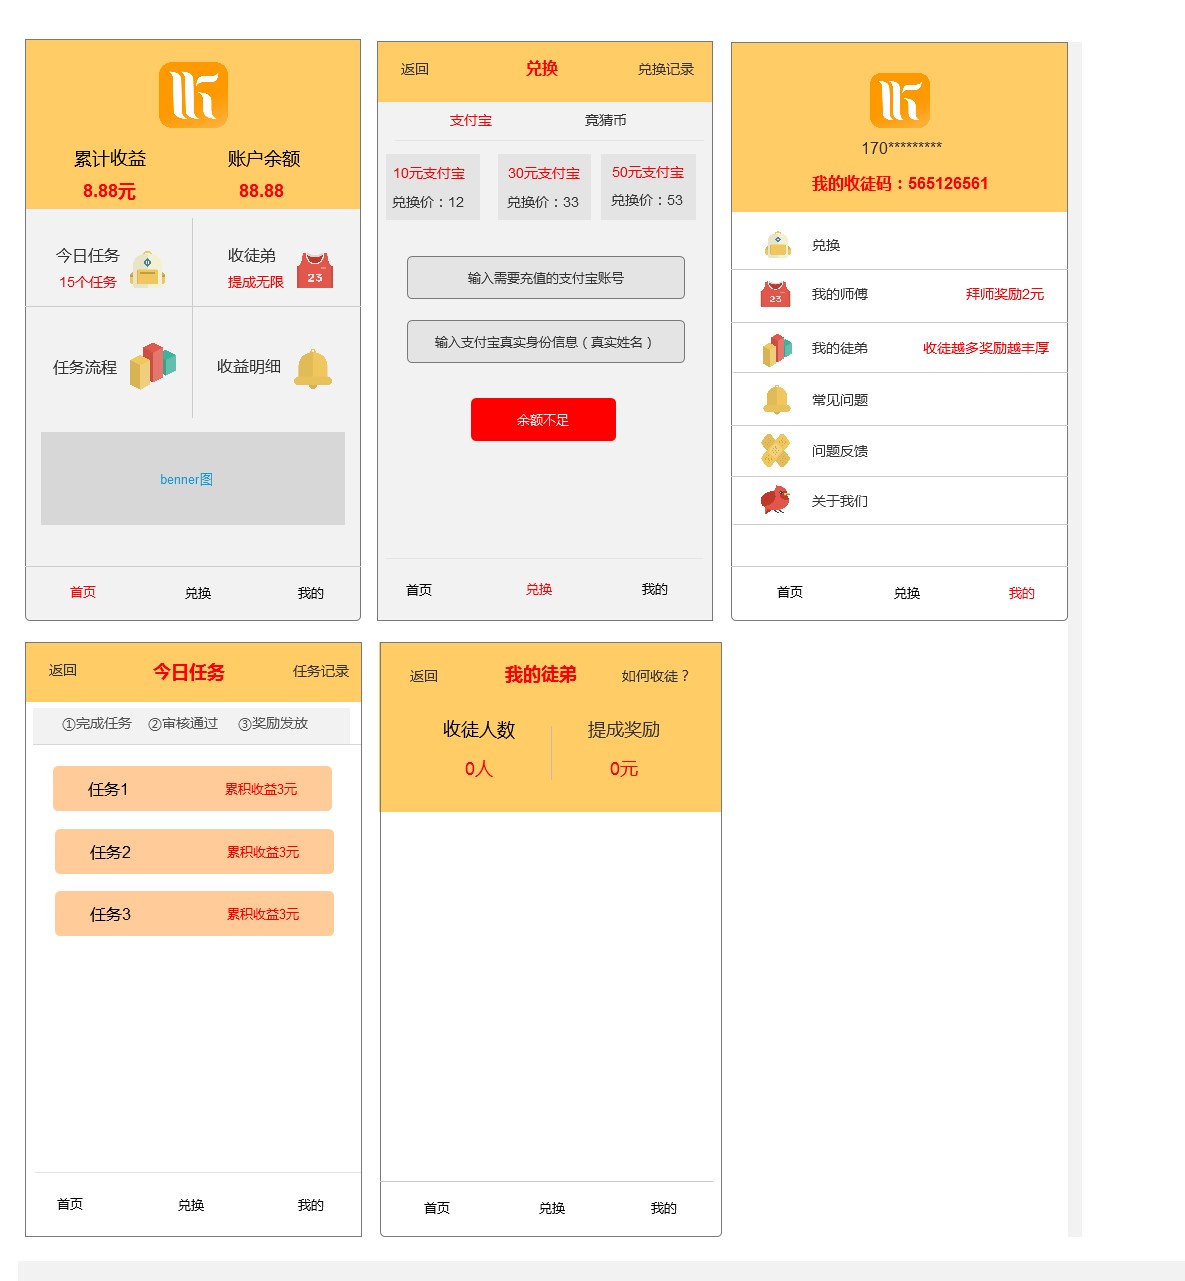 累计收益 账户余额
8.88元 88.88
今日任务 收徒弟
15个任务 提成无限
23
任务流程 收益明细
benner图
首页 兑换 我的
返回 兑换 兑换记录
支付宝 竞猜币
10元支付宝 30元支付宝 50元支付宝
兑换价：12 兑换价：33 兑换价：53
输入需要充值的支付宝账号
输入支付宝真实身份信息（真实姓名）
余额不足
首页 兑换 我的
170*********
我的收徒码：565126561
兑换
23
我的师傅 拜师奖励2元
我的徒弟 收徒越多奖励越丰厚
常见问题
问题反馈
关于我们
首页 兑换 我的
返回 今日任务 任务记录
①完成任务 ②审核通过 ③奖励发放
任务1 累积收益3元
任务2 累积收益3元
任务3 累积收益3元
首页 兑换 我的
返回 我的徒弟 如何收徒？
收徒人数 提成奖励
0人 0元
首页 兑换 我的